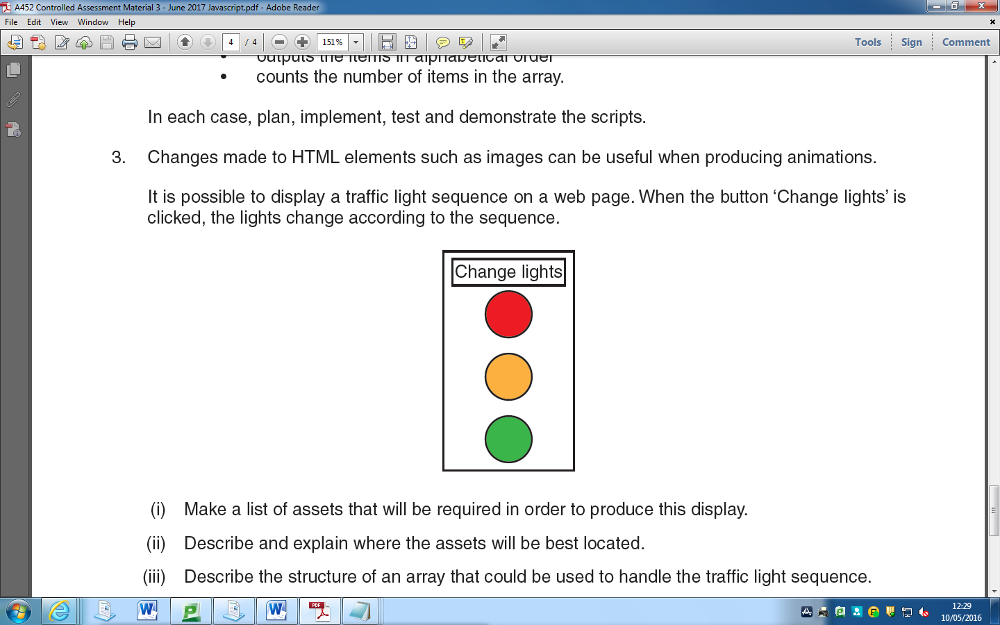 A452 Controlled Assessment Material 3 - June 2017 Javascript.pdf - Adobe Reader
File Edit View Window Help
4 / 4 151% Tools Sign Comment
outputs the items in alphabetical order
• counts the number of items in the array.
In each case, plan, implement, test and demonstrate the scripts.
3. Changes made to HTML elements such as images can be useful when producing animations.
It is possible to display a traffic light sequence on a web page. When the button ‘Change lights’ is
clicked, the lights change according to the sequence.
Change lights
(i) Make a list of assets that will be required in order to produce this display.
(ii) Describe and explain where the assets will be best located.
(iii) Describe the structure of an array that could be used to handle the traffic light sequence.
12:29
10/05/2016